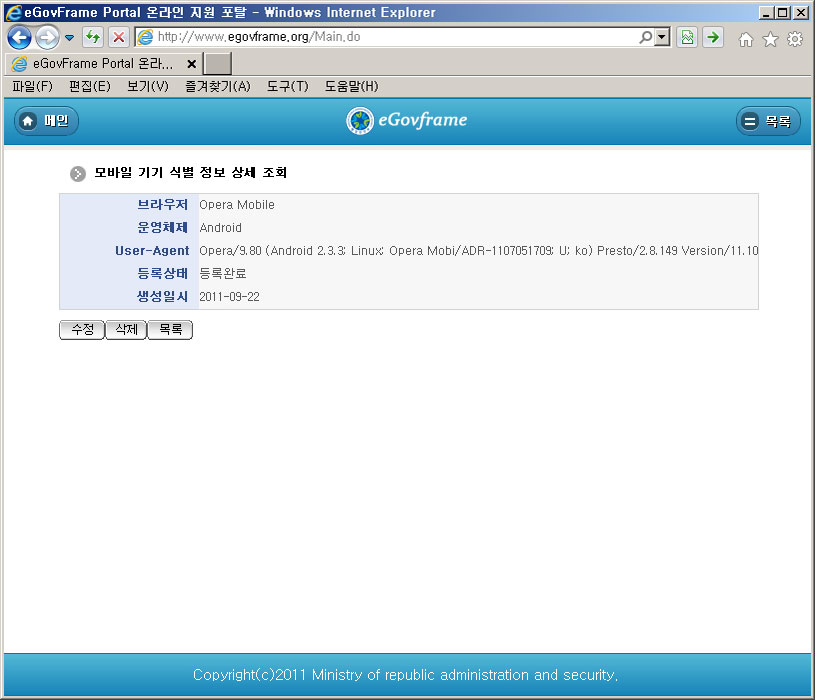 eGovFrame Portal 온라인 지원 포탈 - Windows Internet Explorer
http://www.egovframe.org/Main.do
eGovFrame Portal 온라...
파일(F) 편집(E) 보기(V) 즐겨찾기(A) 도구(T) 도움말(H)
메인 eGovframe 목록
모바일 기기 식별 정보 상세 조회
브라우저 Opera Mobile
운영체제 Android
User-Agent Opera/9.80 (Android 2.3.3; Linux; Opera Mobi/ADR-1107051709; U; ko) Presto/2.8.149 Version/11.10
등록상태 등록완료
생성일시 2011-09-22
수정 삭제 목록
Copyright(c)2011 Ministry of republic administration and security.